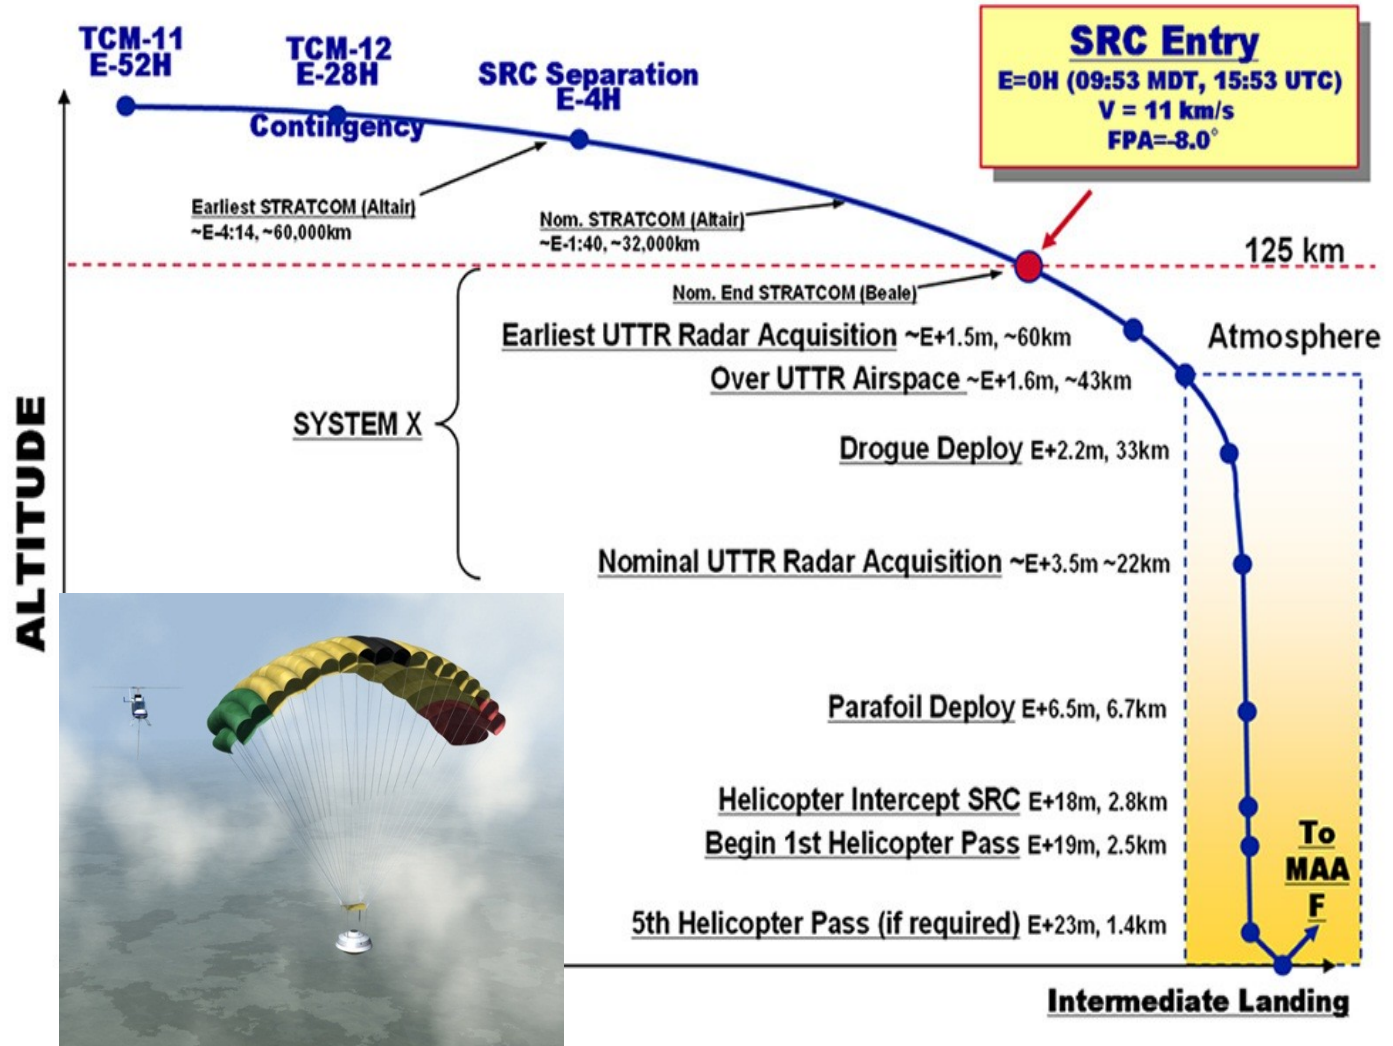 TCM-11
E-52H
TCM-12
E-28H
Contingency
SRC Separation
E-4H
SRC Entry
E=0H (09:53 MDT, 15:53 UTC)
V = 11 km/s
FPA=-8.0°
Earliest STRATCOM (Altair)
~E-4:14, ~60,000km
Nom. STRATCOM (Altair)
~E-1:40, ~32,000km
125 km
Nom. End STRATCOM (Beale)
Earliest UTTR Radar Acquisition ~E+1.5m, ~60km
Atmosphere
Over UTTR Airspace ~E+1.6m, ~43km
SYSTEM X
Drogue Deploy E+2.2m, 33km
ALTITUDE
Nominal UTTR Radar Acquisition ~E+3.5m ~22km
Parafoil Deploy E+6.5m, 6.7km
Helicopter Intercept SRC E+18m, 2.8km
Begin 1st Helicopter Pass E+19m, 2.5km
5th Helicopter Pass (if required) E+23m, 1.4km
To
MAA
F
Intermediate Landing